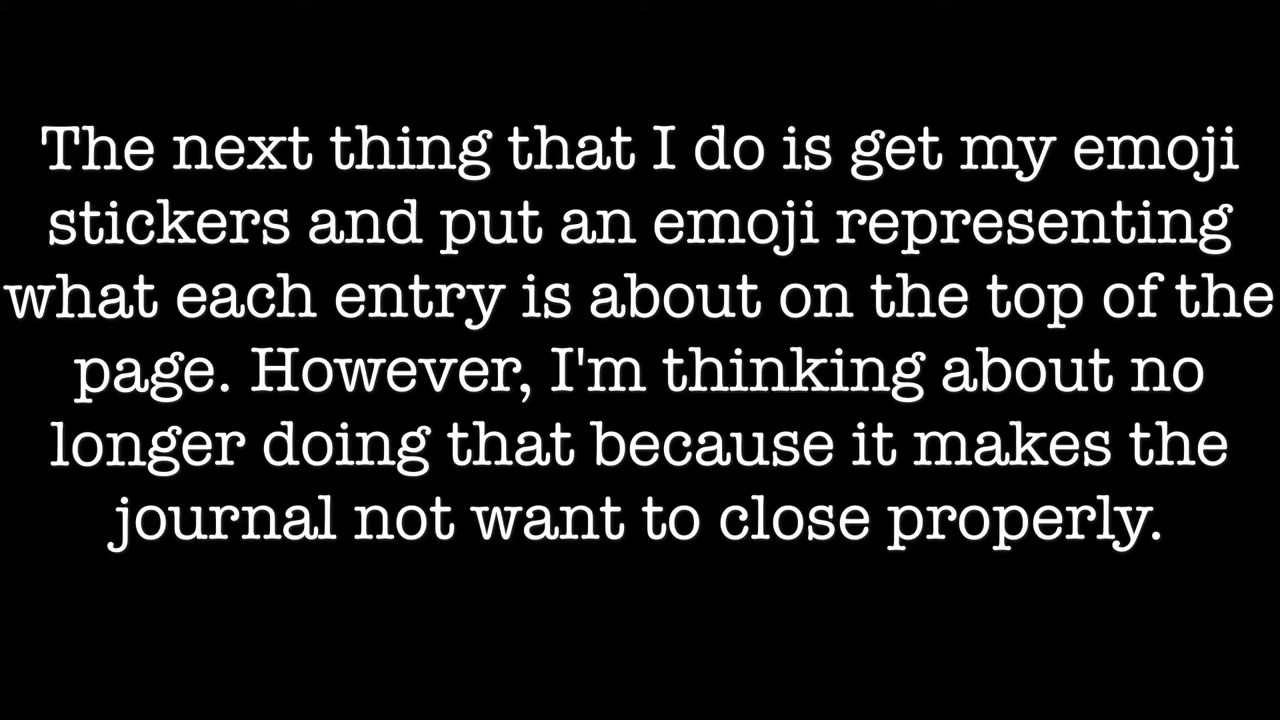 The next thing that I do is get my emoji
stickers and put an emoji representing
what each entry is about on the top of the
page. However, I'm thinking about no
longer doing that because it makes the
journal not want to close properly.